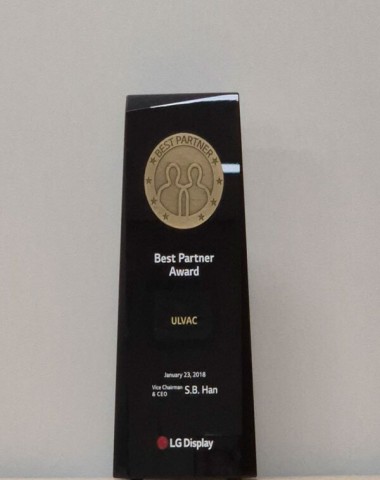 BEST PARTNER
Best Partner
Award
ULVAC
January 23, 2018
Vice Chairman
& CEO S.B. Han
LG Display